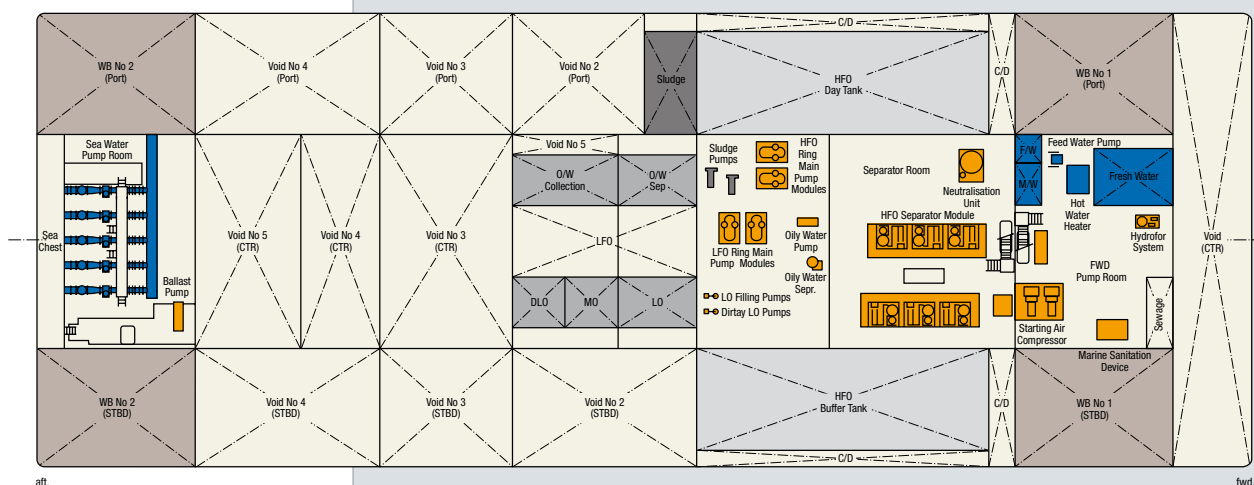 C/D
WB No 2
(Port)
Void No 4
(Port)
Void No 3
(Port)
Void No 2
(Port)
Sludge
HFO
Day Tank
C/D
WB No 1
(Port)
Sea Water
Pump Room
Void No 5
O/W
Collection
O/W
Sep
Sludge
Pumps
HFO
Ring
Main
Pump
Modules
Separator Room
Neutralisation
Unit
F/W
M/W
Feed Water Pump
Hot
Water
Heater
Fresh Water
Sea
Chest
Void No 5
(CTR)
Void No 4
(CTR)
Void No 3
(CTR)
LFO
LFO Ring Main
Pump Modules
Oily Water
Pump
Oily Water
Sepr.
HFO Separator Module
Hydrofor
System
Void
(CTR)
FWD
Pump Room
Ballast
Pump
DLO
MO
LO
LO Filling Pumps
Dirtay LO Pumps
Starting Air
Compressor
Sewage
Marine Sanitation
Device
WB No 2
(STBD)
Void No 4
(STBD)
Void No 3
(STBD)
Void No 2
(STBD)
HFO
Buffer Tank
C/D
WB No 1
(STBD)
C/D
aft.
fwd.